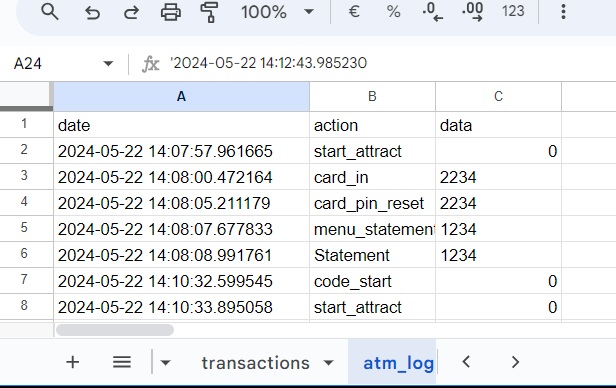 100% € % .0 .00 123
A24 fx '2024-05-22 14:12:43.985230
A B C
1 date action data
2 2024-05-22 14:07:57.961665 start_attract 0
3 2024-05-22 14:08:00.472164 card_in 2234
4 2024-05-22 14:08:05.211179 card_pin_reset 2234
5 2024-05-22 14:08:07.677833 menu_statement 1234
6 2024-05-22 14:08:08.991761 Statement 1234
7 2024-05-22 14:10:32.599545 code_start 0
8 2024-05-22 14:10:33.895058 start_attract 0
transactions atm_log